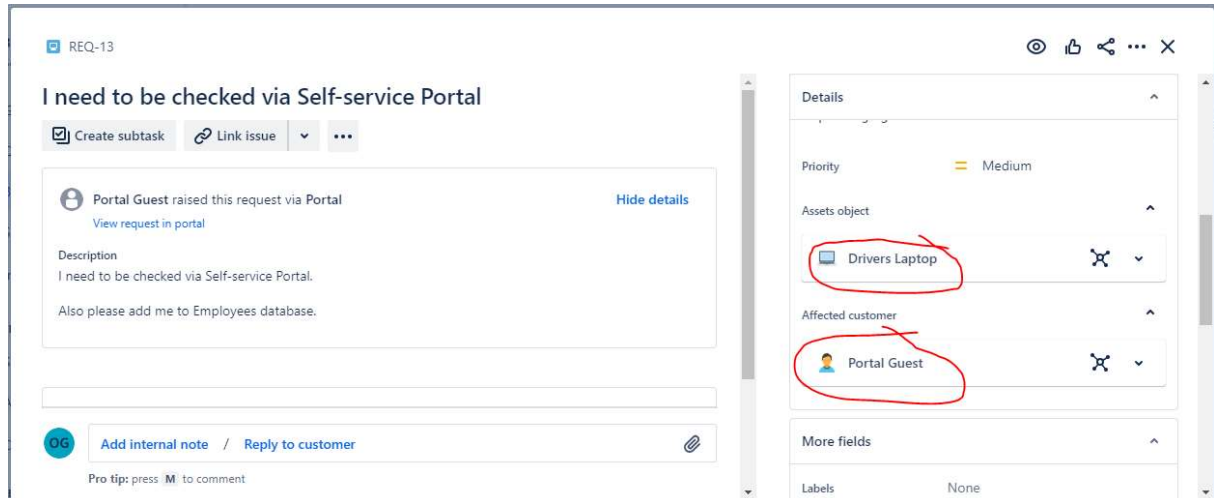 REQ-13
I need to be checked via Self-service Portal
Create subtask
Link issue
Portal Guest raised this request via Portal
Hide details
View request in portal
Description
I need to be checked via Self-service Portal.
Also please add me to Employees database.
OG
Add internal note / Reply to customer
Pro tip: press M to comment
Details
Priority
Medium
Assets object
Drivers Laptop
Affected customer
Portal Guest
More fields
Labels
None